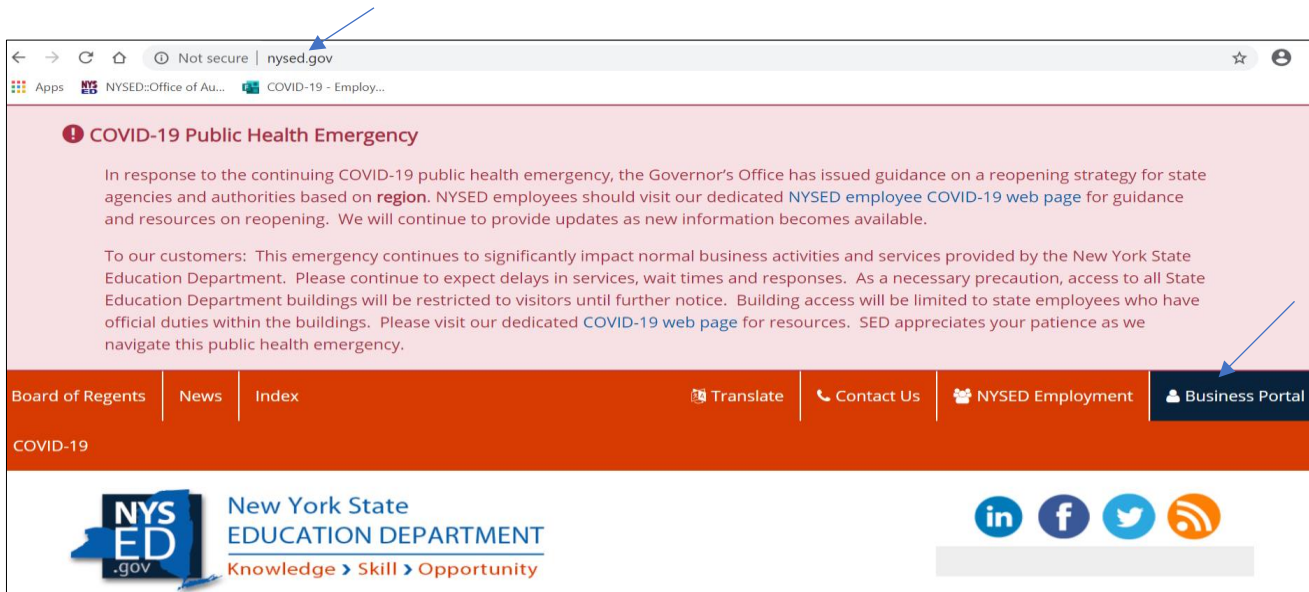 Not secure | nysed.gov
Apps NYSED::Office of Au... COVID-19 - Employ...
COVID-19 Public Health Emergency
In response to the continuing COVID-19 public health emergency, the Governor's Office has issued guidance on a reopening strategy for state
agencies and authorities based on region. NYSED employees should visit our dedicated NYSED employee COVID-19 web page for guidance
and resources on reopening. We will continue to provide updates as new information becomes available.
To our customers: This emergency continues to significantly impact normal business activities and services provided by the New York State
Education Department. Please continue to expect delays in services, wait times and responses. As a necessary precaution, access to all State
Education Department buildings will be restricted to visitors until further notice. Building access will be limited to state employees who have
official duties within the buildings. Please visit our dedicated COVID-19 web page for resources. SED appreciates your patience as we
navigate this public health emergency.
Board of Regents News Index Translate Contact Us NYSED Employment Business Portal
COVID-19
NYS
ED
.gov
New York State
EDUCATION DEPARTMENT
Knowledge > Skill > Opportunity